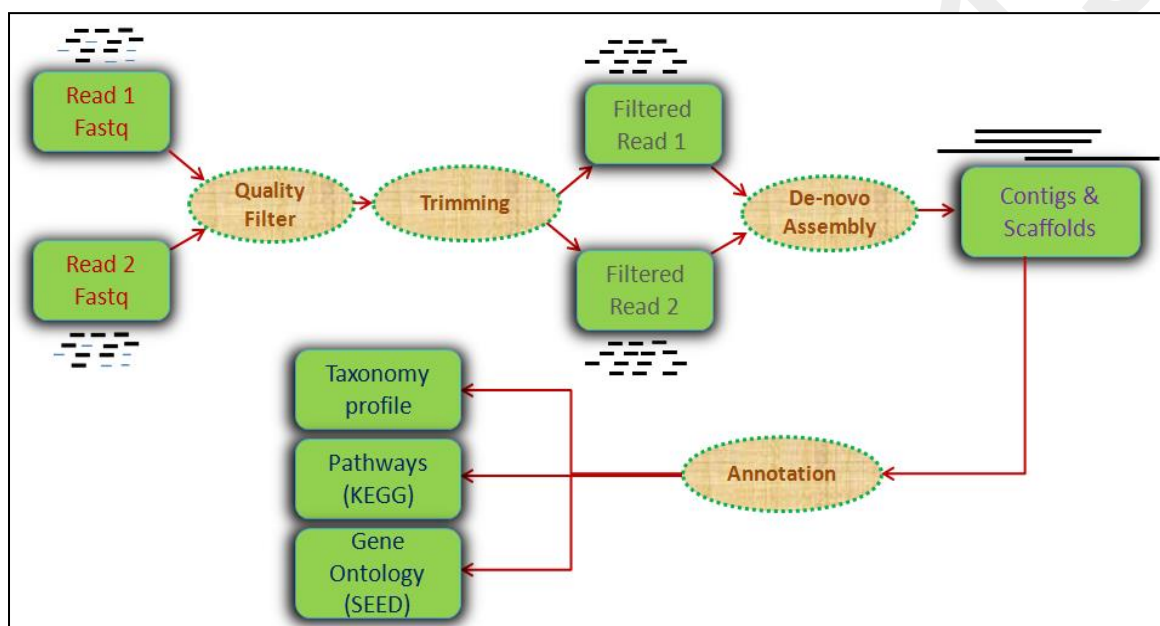 Read 1
Fastq
Read 2
Fastq
Quality
Filter
Trimming
Filtered
Read 1
Filtered
Read 2
De-novo
Assembly
Contigs &
Scaffolds
Annotation
Taxonomy
profile
Pathways
(KEGG)
Gene
Ontology
(SEED)